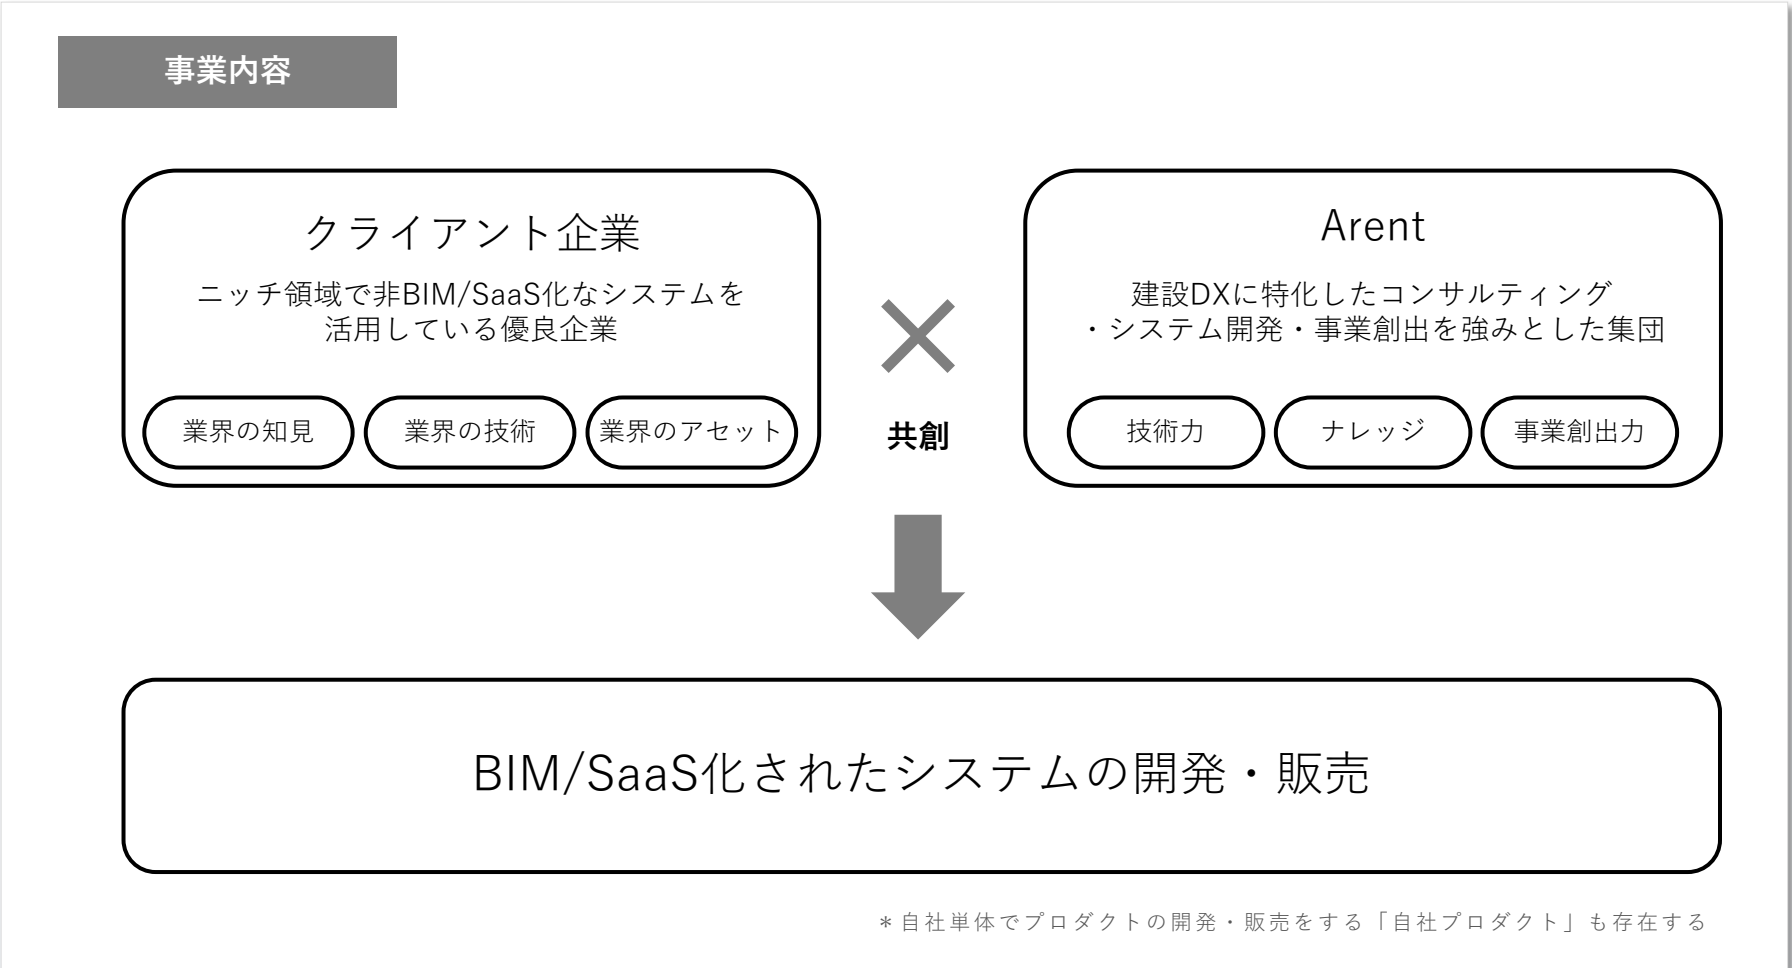 事業内容
クライアント企業
ニッチ領域で非BIM/SaaS化なシステムを
活用している優良企業
業界の知見
業界の技術
業界のアセット
共創
Arent
建設DXに特化したコンサルティング
・システム開発・事業創出を強みとした集団
技術力
ナレッジ
事業創出力
BIM/SaaS化されたシステムの開発・販売
＊自社単体でプロダクトの開発・販売をする「自社プロダクト」も存在する